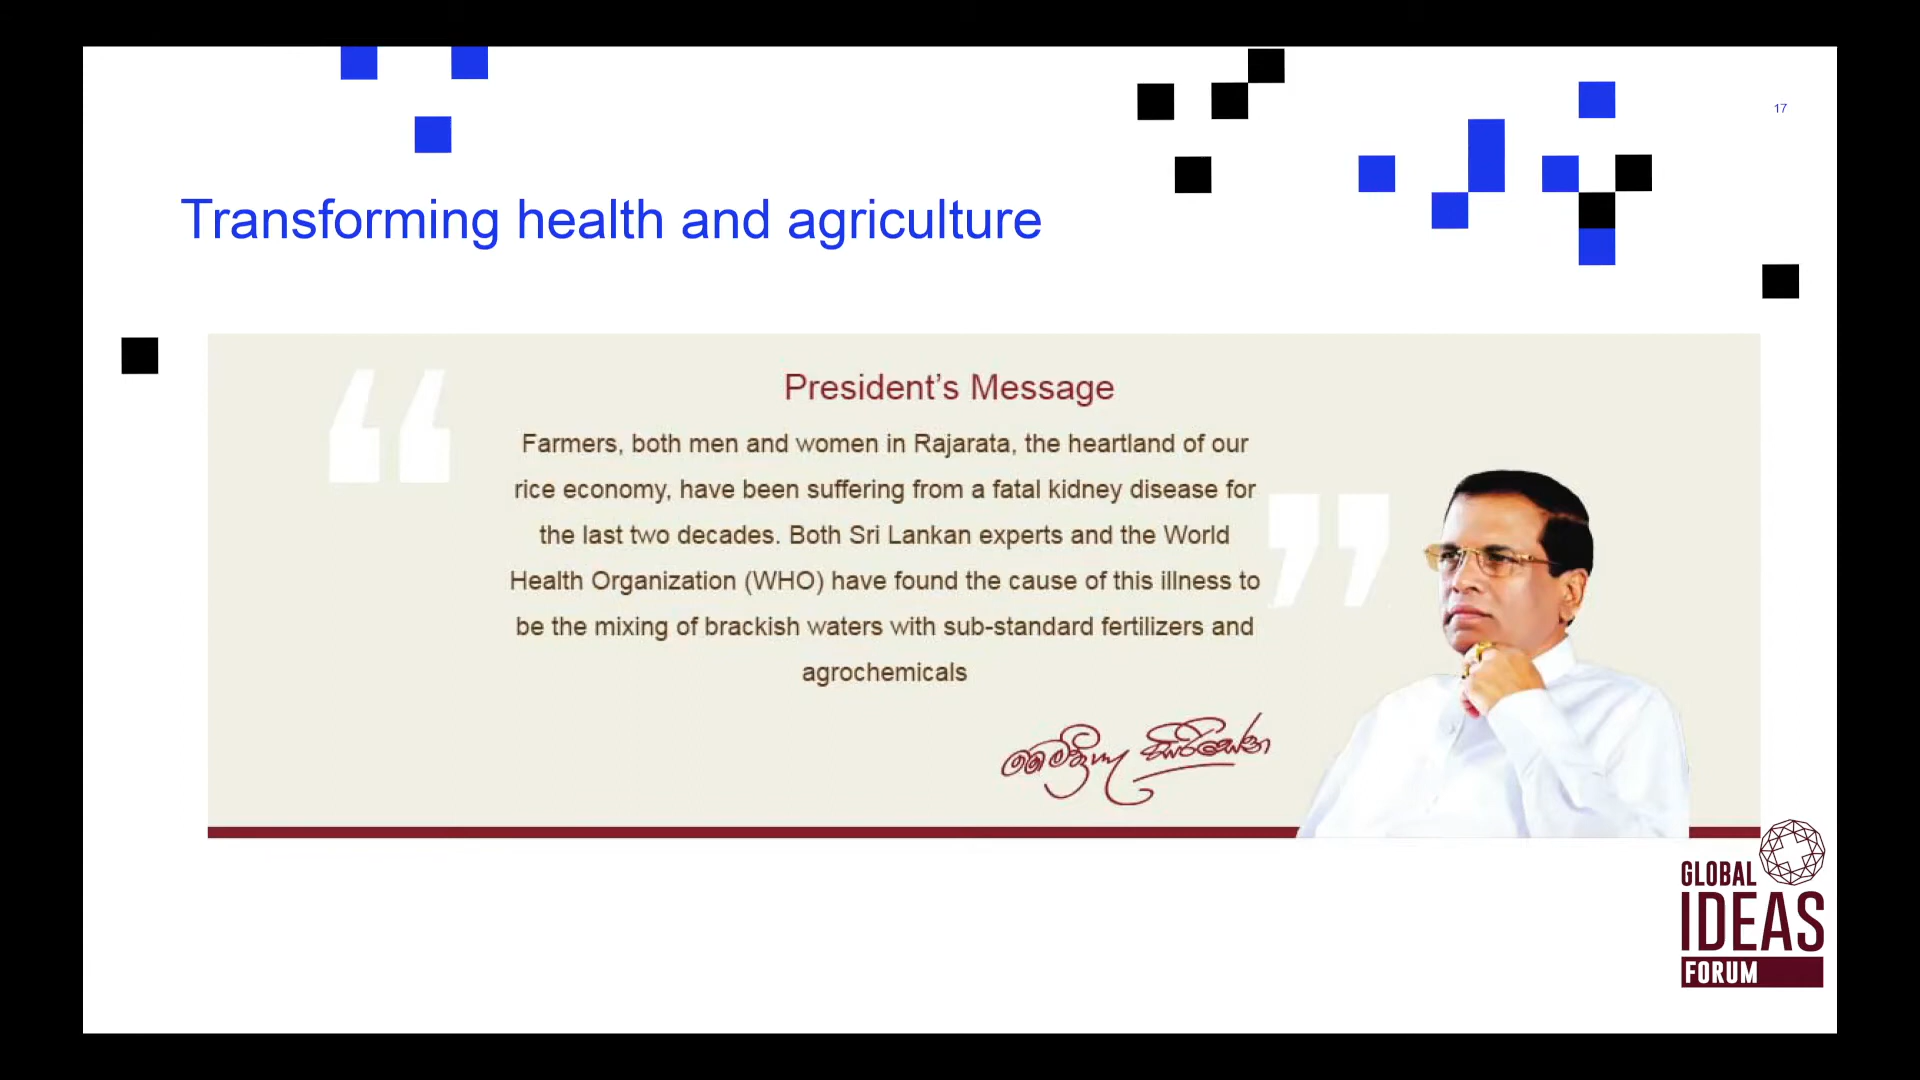 17
Transforming health and agriculture
President’s Message
Farmers, both men and women in Rajarata, the heartland of our
rice economy, have been suffering from a fatal kidney disease for
the last two decades. Both Sri Lankan experts and the World
Health Organization (WHO) have found the cause of this illness to
be the mixing of brackish waters with sub-standard fertilizers and
agrochemicals
මෛත්‍රීපාල සිරිසේන
GLOBAL
IDEAS
FORUM